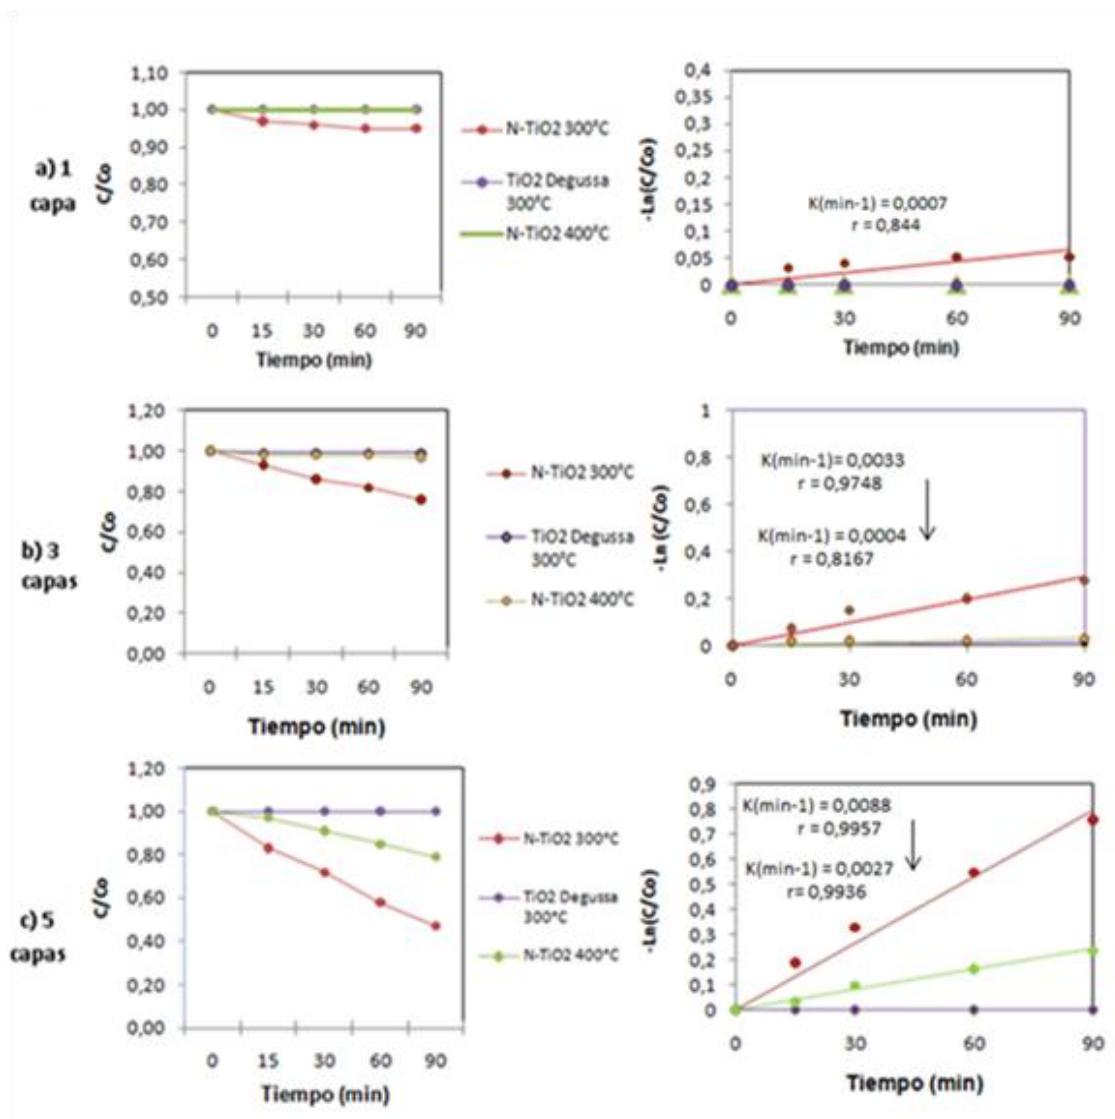 a) 1
capa
C/Co
1,10
1,00
0,90
0,80
0,70
0,60
0,50
0 15 30 60 90
Tiempo (min)
N-TiO2 300°C
TiO2 Degussa
300°C
N-TiO2 400°C
-Ln(C/Co)
0,4
0,35
0,3
0,25
0,2
0,15
0,1
0,05
0
K(min-1) = 0,0007
r = 0,844
0 30 60 90
Tiempo (min)
b) 3
capas
C/Co
1,20
1,00
0,80
0,60
0,40
0,20
0,00
0 15 30 60 90
Tiempo (min)
N-TiO2 300°C
TiO2 Degussa
300°C
N-TiO2 400°C
-Ln (C/Co)
1
0,8
0,6
0,4
0,2
0
K(min-1)= 0,0033
r = 0,9748
K(min-1) = 0,0004
r = 0,8167
0 30 60 90
Tiempo (min)
c) 5
capas
C/Co
1,20
1,00
0,80
0,60
0,40
0,20
0,00
0 15 30 60 90
Tiempo (min)
N-TiO2 300°C
TiO2 Degussa
300°C
N-TiO2 400°C
-Ln(C/Co)
0,9
0,8
0,7
0,6
0,5
0,4
0,3
0,2
0,1
0
K(min-1) = 0,0088
r = 0,9957
K(min-1) = 0,0027
r= 0,9936
0 30 60 90
Tiempo (min)